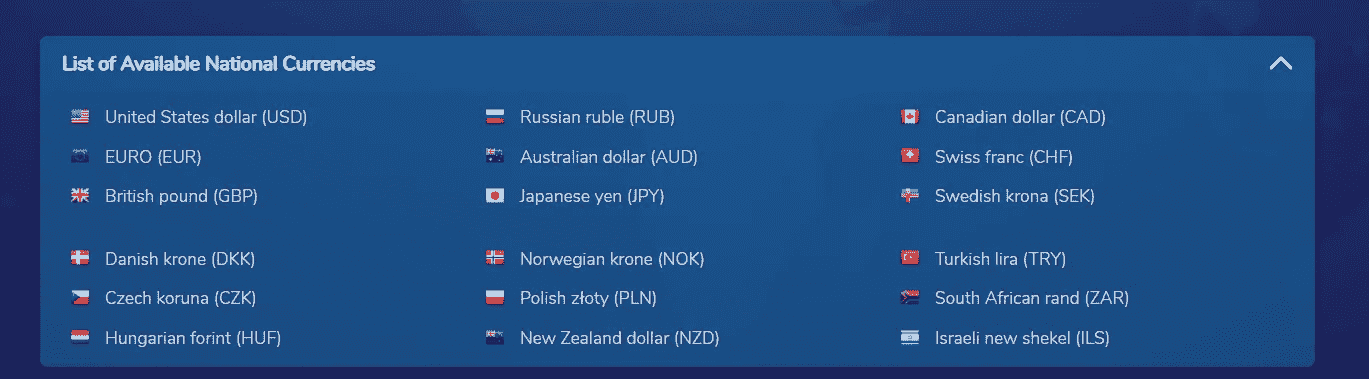 List of Available National Currencies
United States dollar (USD)
Russian ruble (RUB)
Canadian dollar (CAD)
EURO (EUR)
Australian dollar (AUD)
Swiss franc (CHF)
British pound (GBP)
Japanese yen (JPY)
Swedish krona (SEK)
Danish krone (DKK)
Norwegian krone (NOK)
Turkish lira (TRY)
Czech koruna (CZK)
Polish złoty (PLN)
South African rand (ZAR)
Hungarian forint (HUF)
New Zealand dollar (NZD)
Israeli new shekel (ILS)